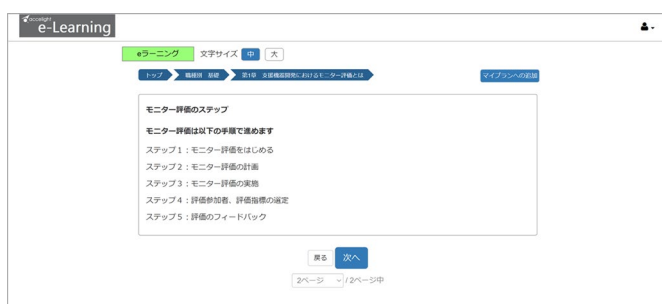 accelight
e-Learning
eラーニング 文字サイズ 中 大
トップ 職種別 基礎 第1章 支援機器開発におけるモニター評価とは マイプランへの追加
モニター評価のステップ
モニター評価は以下の手順で進めます
ステップ1：モニター評価をはじめる
ステップ2：モニター評価の計画
ステップ3：モニター評価の実施
ステップ4：評価参加者、評価指標の選定
ステップ5：評価のフィードバック
戻る 次へ
2ページ / 2ページ中